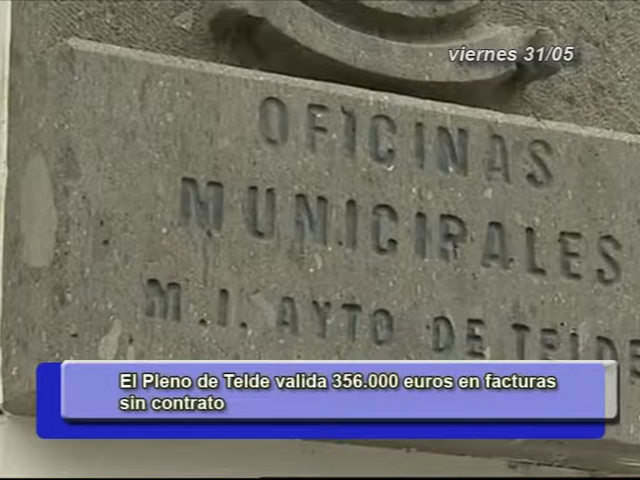 viernes 31/05
OFICINAS
MUNICIPALES
M.I. AYTO DE TELDE
El Pleno de Telde valida 356.000 euros en facturas
sin contrato